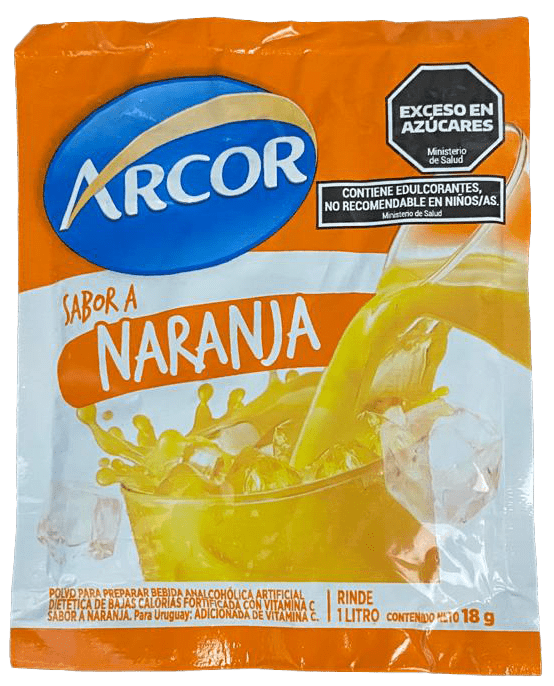 ARCOR
EXCESO EN
AZÚCARES
Ministerio
de Salud
CONTIENE EDULCORANTES,
NO RECOMENDABLE EN NIÑOS/AS.
Ministerio de Salud
SABOR A
NARANJA
POLVO PARA PREPARAR BEBIDA ANALCOHÓLICA ARTIFICIAL
DIETÉTICA DE BAJAS CALORÍAS FORTIFICADA CON VITAMINA C
SABOR A NARANJA. Para Uruguay: ADICIONADA DE VITAMINA C.
RINDE
1 LITRO CONTENIDO NETO 18 g